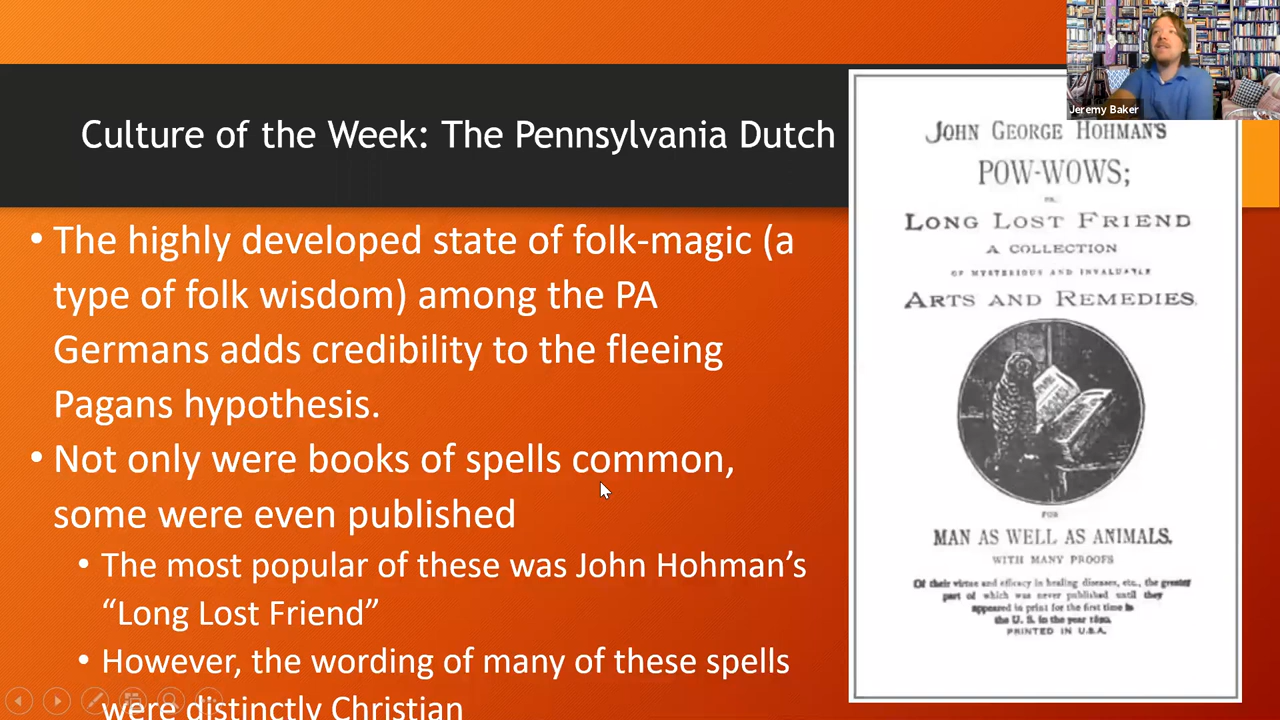 Jeremy Baker
Culture of the Week: The Pennsylvania Dutch
• The highly developed state of folk-magic (a
type of folk wisdom) among the PA
Germans adds credibility to the fleeing
Pagans hypothesis.
• Not only were books of spells common,
some were even published
• The most popular of these was John Hohman’s
“Long Lost Friend”
• However, the wording of many of these spells
were distinctly Christian
JOHN GEORGE HOHMAN'S
POW-WOWS;
OR,
LONG LOST FRIEND
A COLLECTION
OF MYSTERIOUS AND INVALUABLE
ARTS AND REMEDIES,
FOR
MAN AS WELL AS ANIMALS.
WITH MANY PROOFS
Of their virtue and efficacy in healing diseases, etc., the greater
part of which was never published until they
appeared in print for the first time in
the U. S. in the year 1820.
PRINTED IN U.S.A.